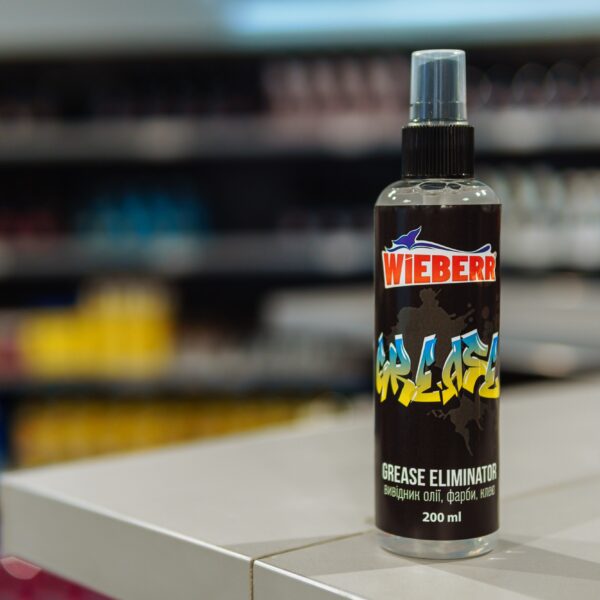 WiEBERR
GREASE
GREASE ELIMINATOR
вивідник олії, фарби, клею
200 ml